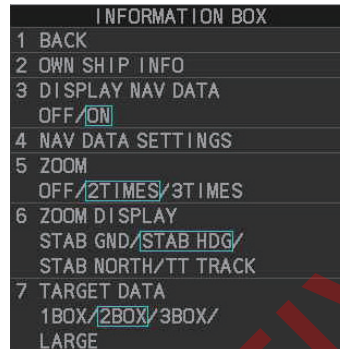 INFORMATION BOX
1 BACK
2 OWN SHIP INFO
3 DISPLAY NAV DATA
OFF/ON
4 NAV DATA SETTINGS
5 ZOOM
OFF/2TIMES/3TIMES
6 ZOOM DISPLAY
STAB GND/STAB HDG/
STAB NORTH/TT TRACK
7 TARGET DATA
1BOX/2BOX/3BOX/
LARGE